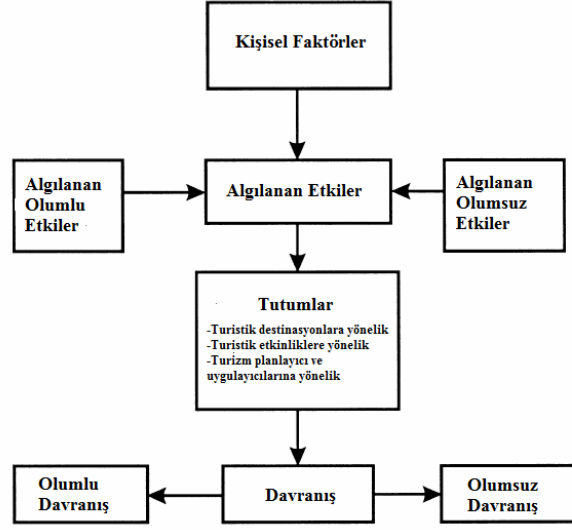 Kişisel Faktörler
Algılanan
Olumlu
Etkiler
Algılanan Etkiler
Algılanan
Olumsuz
Etkiler
Tutumlar
-Turistik destinasyonlara yönelik
-Turistik etkinliklere yönelik
-Turizm planlayıcı ve
uygulayıcılarına yönelik
Olumlu
Davranış
Davranış
Olumsuz
Davranış